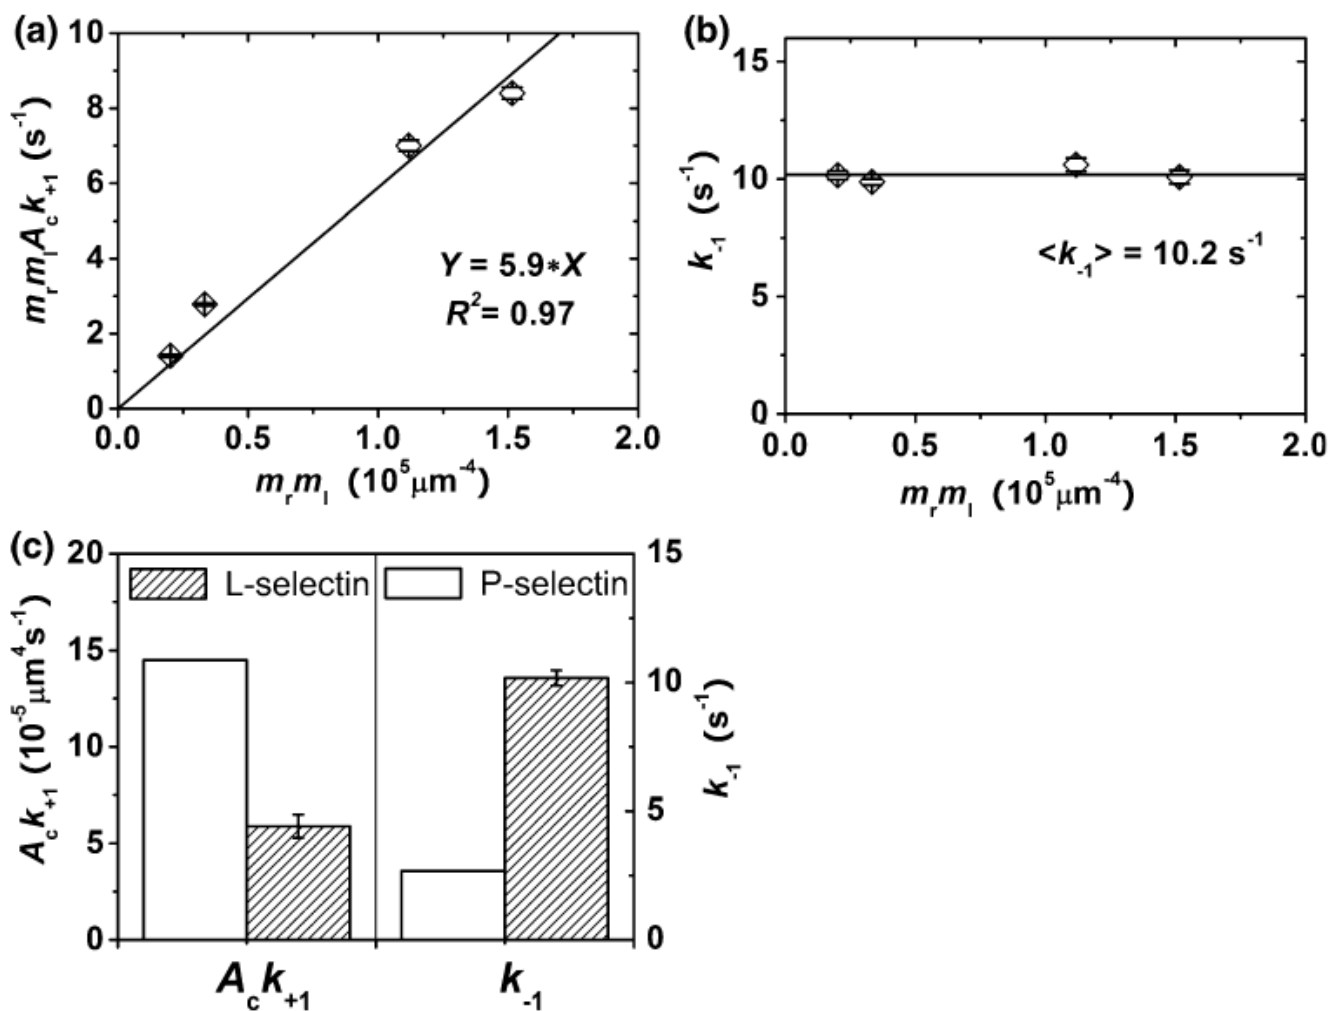 (a)
10
8
6
4
2
0
m_r m_l A_c k_+1 (s^-1)
Y = 5.9*X
R^2= 0.97
0.0 0.5 1.0 1.5 2.0
m_r m_l (10^5 μm^-4)
(b)
15
10
5
0
k_-1 (s^-1)
<k_-1> = 10.2 s^-1
0.0 0.5 1.0 1.5 2.0
m_r m_l (10^5 μm^-4)
(c)
20
15
10
5
0
A_c k_+1 (10^-5 μm^4 s^-1)
L-selectin
P-selectin
15
10
5
0
k_-1 (s^-1)
A_c k_+1
k_-1